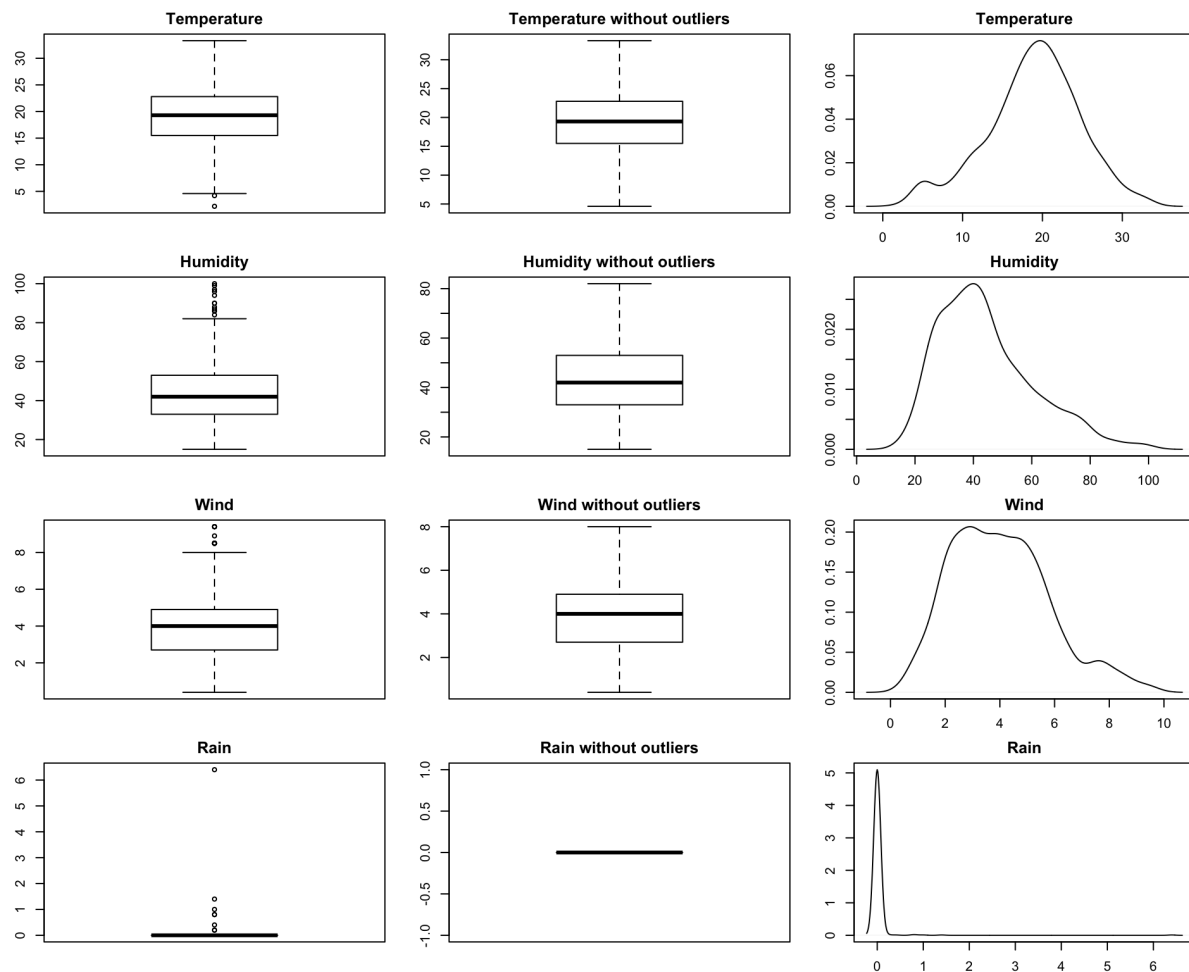 Temperature
Temperature without outliers
Temperature
5 10 15 20 25 30
5 10 15 20 25 30
0.00 0.02 0.04 0.06
0 10 20 30
Humidity
Humidity without outliers
Humidity
20 40 60 80 100
20 40 60 80
0.000 0.010 0.020
0 20 40 60 80 100
Wind
Wind without outliers
Wind
2 4 6 8
2 4 6 8
0.00 0.05 0.10 0.15 0.20
0 2 4 6 8 10
Rain
Rain without outliers
Rain
0 1 2 3 4 5 6
-1.0 -0.5 0.0 0.5 1.0
0 1 2 3 4 5
0 1 2 3 4 5 6